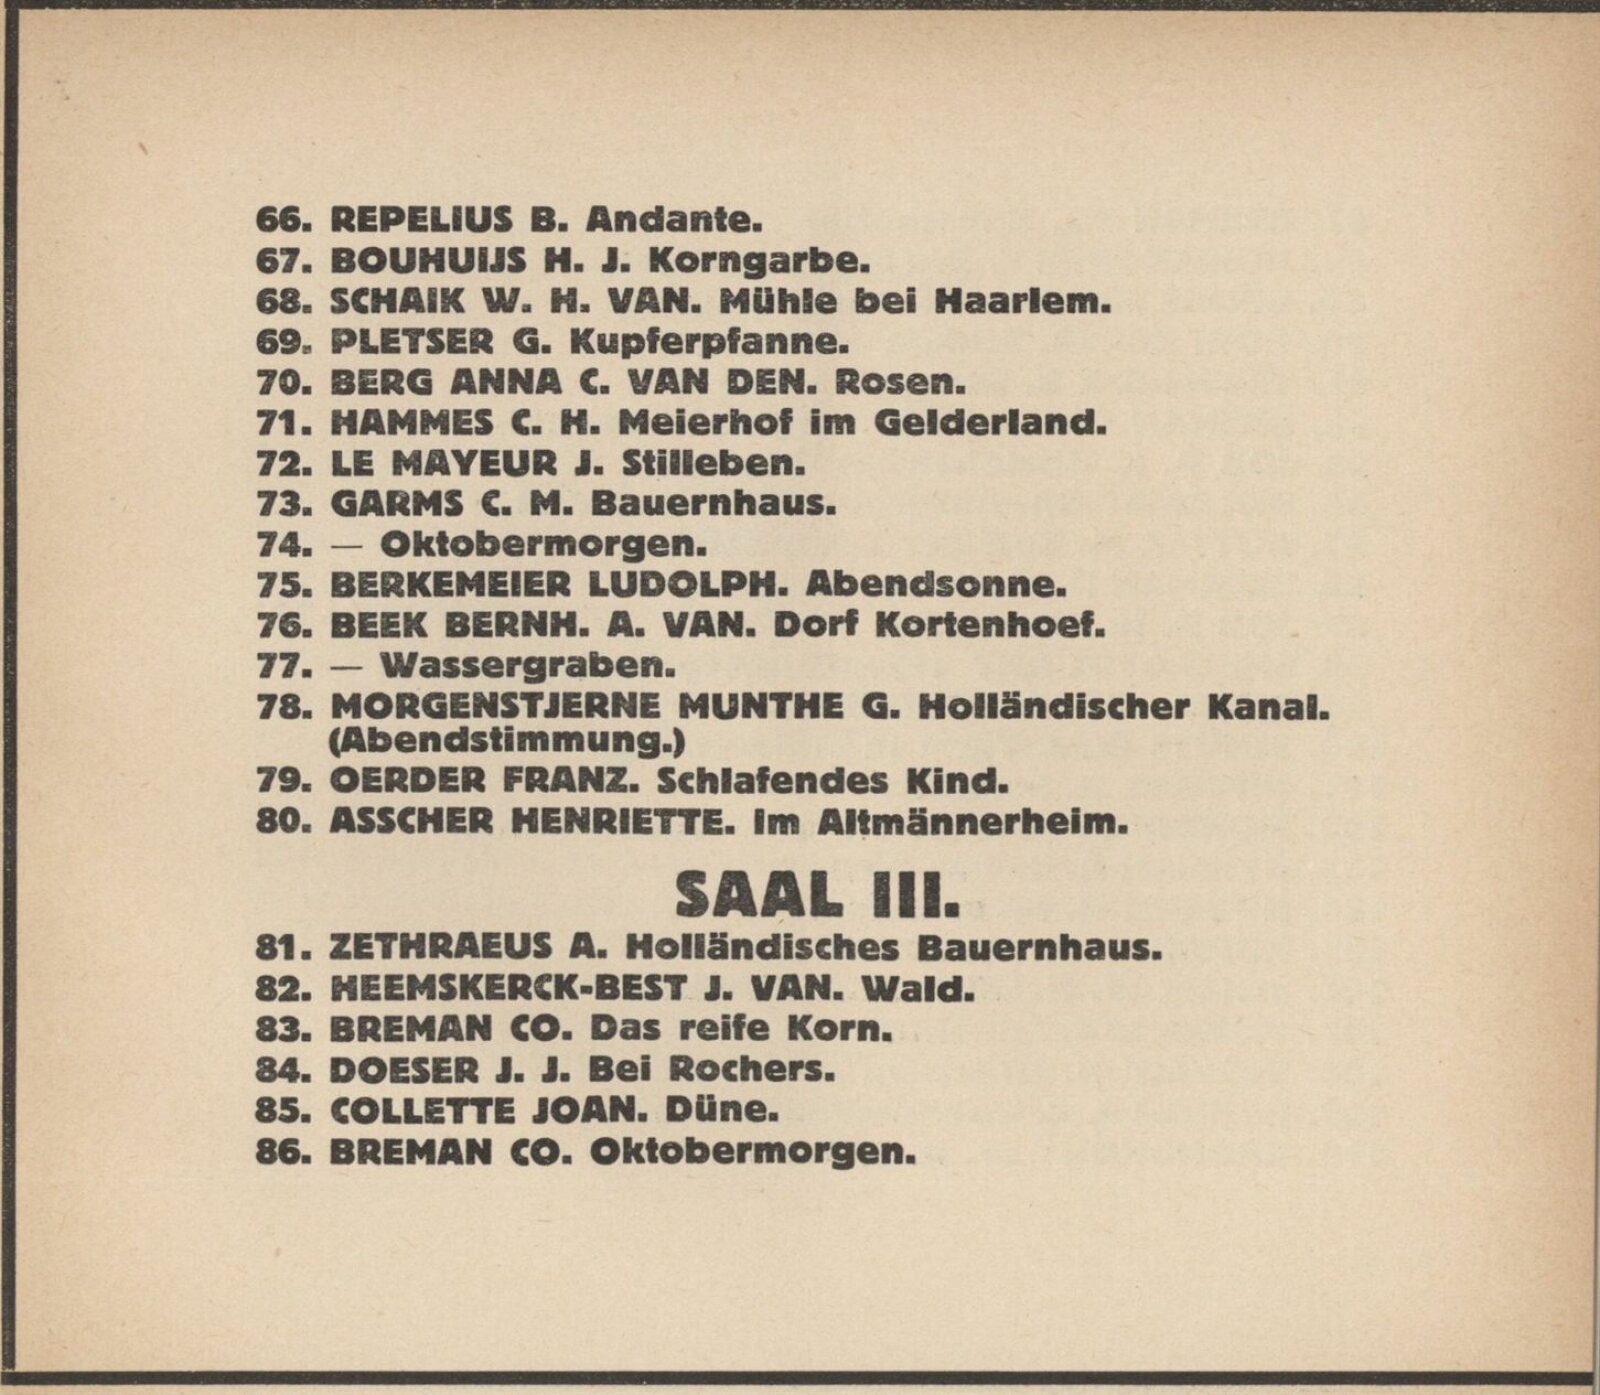 66. REPELIUS B. Andante.
67. BOUHUIJS H. J. Korngarbe.
68. SCHAIK W. H. VAN. Mühle bei Haarlem.
69. PLETSER G. Kupferpfanne.
70. BERG ANNA C. VAN DEN. Rosen.
71. HAMMES C. H. Meierhof im Gelderland.
72. LE MAYEUR J. Stilleben.
73. GARMS C. M. Bauernhaus.
74. — Oktobermorgen.
75. BERKEMEIER LUDOLPH. Abendsonne.
76. BEEK BERNH. A. VAN. Dorf Kortenhoef.
77. — Wassergraben.
78. MORGENSTJERNE MUNTHE G. Holländischer Kanal.
(Abendstimmung.)
79. OERDER FRANZ. Schlafendes Kind.
80. ASSCHER HENRIETTE. Im Altmännerheim.
SAAL III.
81. ZETHRAEUS A. Holländisches Bauernhaus.
82. HEEMSKERCK-BEST J. VAN. Wald.
83. BREMAN CO. Das reife Korn.
84. DOESER J. J. Bei Rochers.
85. COLLETTE JOAN. Düne.
86. BREMAN CO. Oktobermorgen.